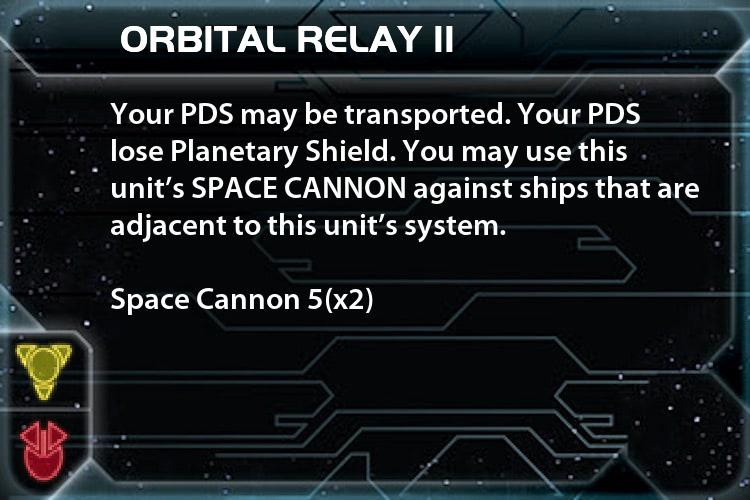 ORBITAL RELAY II
Your PDS may be transported. Your PDS
lose Planetary Shield. You may use this
unit’s SPACE CANNON against ships that are
adjacent to this unit’s system.
Space Cannon 5(x2)